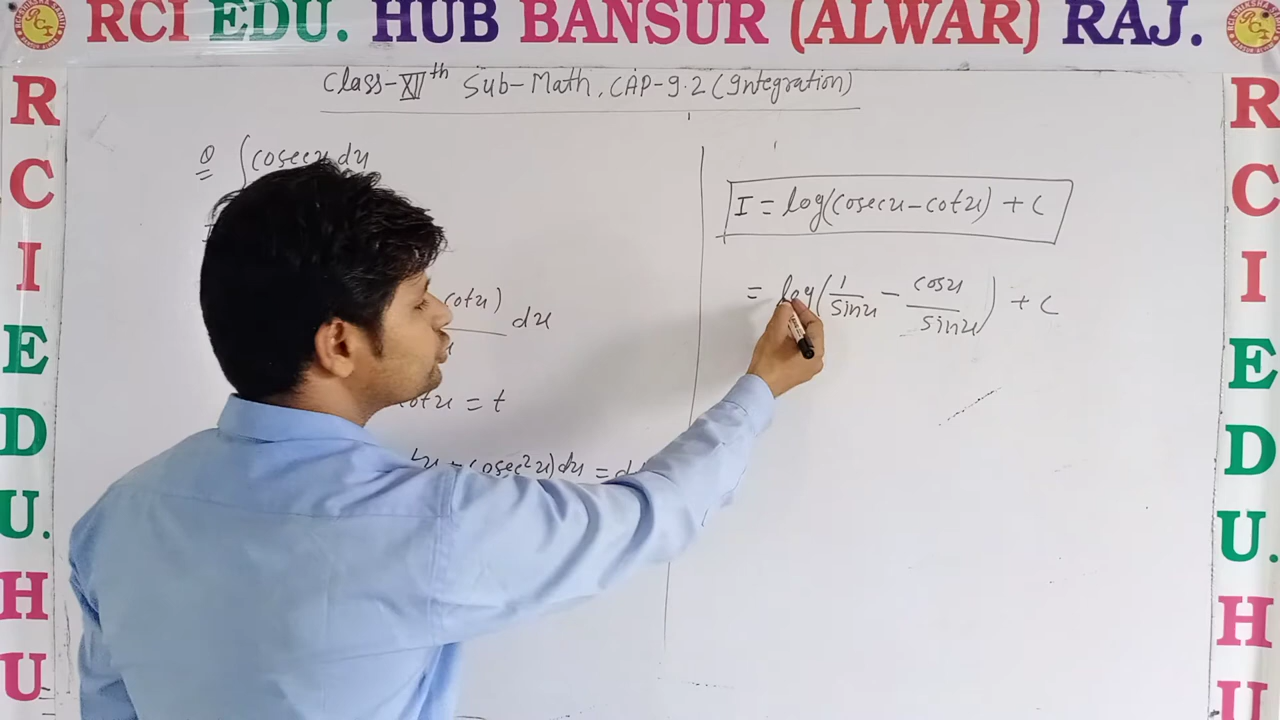 RCI EDU. HUB BANSUR (ALWAR) RAJ.
Class-XIIth Sub-Math, CAP-9.2 (Integration)
Q ∫cosecx dx
cotx)
dx
cotx = t
cosec²x)dx = d
I = log(cosecx - cotx) + C
= log(1/sinx - cosx/sinx) + C
R
C
I
E
D
U.
H
U
R
C
I
E
D
U.
H
U